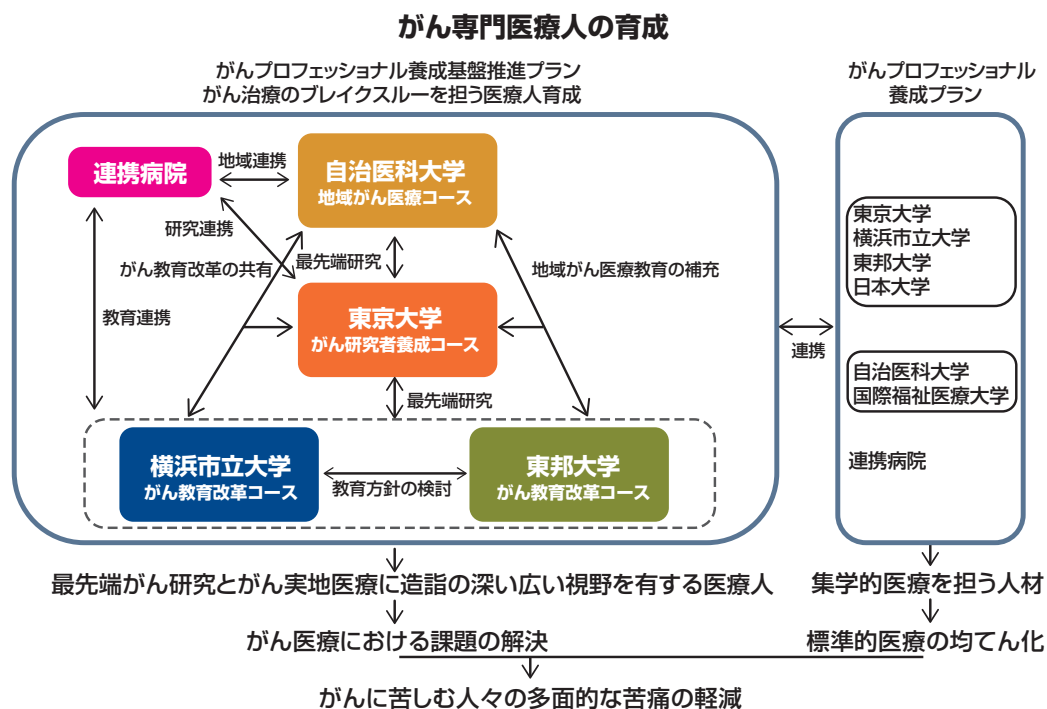 がん専門医療人の育成
がんプロフェッショナル養成基盤推進プラン
がん治療のブレイクスルーを担う医療人育成
がんプロフェッショナル
養成プラン
連携病院
地域連携
自治医科大学
地域がん医療コース
研究連携
がん教育改革の共有
最先端研究
地域がん医療教育の補充
教育連携
東京大学
がん研究者養成コース
最先端研究
横浜市立大学
がん教育改革コース
教育方針の検討
東邦大学
がん教育改革コース
連携
東京大学
横浜市立大学
東邦大学
日本大学
自治医科大学
国際福祉医療大学
連携病院
最先端がん研究とがん実地医療に造詣の深い広い視野を有する医療人
集学的医療を担う人材
がん医療における課題の解決
標準的医療の均てん化
がんに苦しむ人々の多面的な苦痛の軽減